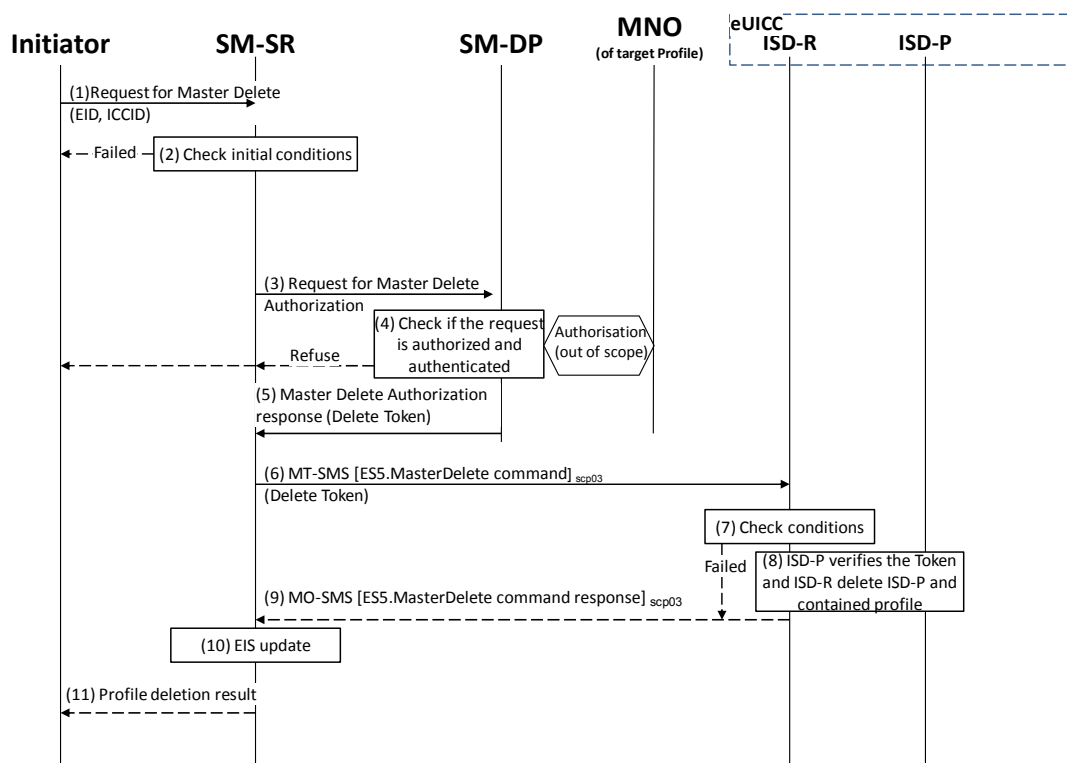 Initiator
SM-SR
SM-DP
MNO
(of target Profile)
eUICC
ISD-R
ISD-P
(1)Request for Master Delete
(EID, ICCID)
Failed
(2) Check initial conditions
(3) Request for Master Delete
Authorization
(4) Check if the request
is authorized and
authenticated
Authorisation
(out of scope)
Refuse
(5) Master Delete Authorization
response (Delete Token)
(6) MT-SMS [ES5.MasterDelete command] scp03
(Delete Token)
(7) Check conditions
Failed
(8) ISD-P verifies the Token
and ISD-R delete ISD-P and
contained profile
(9) MO-SMS [ES5.MasterDelete command response] scp03
(10) EIS update
(11) Profile deletion result